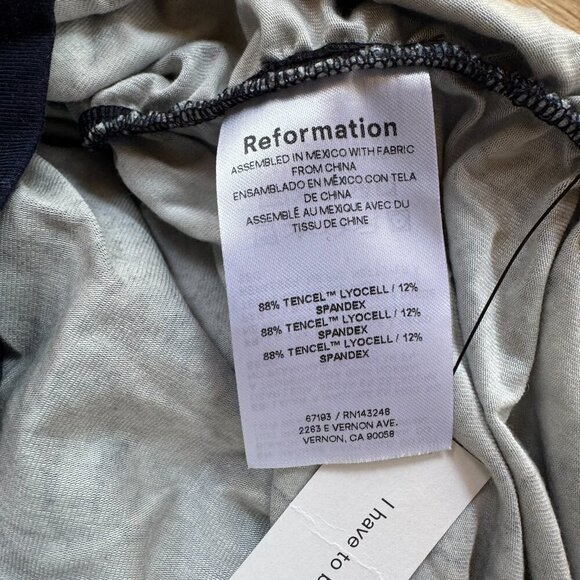 Reformation
ASSEMBLED IN MEXICO WITH FABRIC
FROM CHINA
ENSAMBLADO EN MÉXICO CON TELA
DE CHINA
ASSEMBLÉ AU MEXIQUE AVEC DU
TISSU DE CHINE
88% TENCEL™ LYOCELL / 12%
SPANDEX
88% TENCEL™ LYOCELL / 12%
SPANDEX
88% TENCEL™ LYOCELL / 12%
SPANDEX
67193 / RN143246
2263 E VERNON AVE.
VERNON, CA 90058
I have to